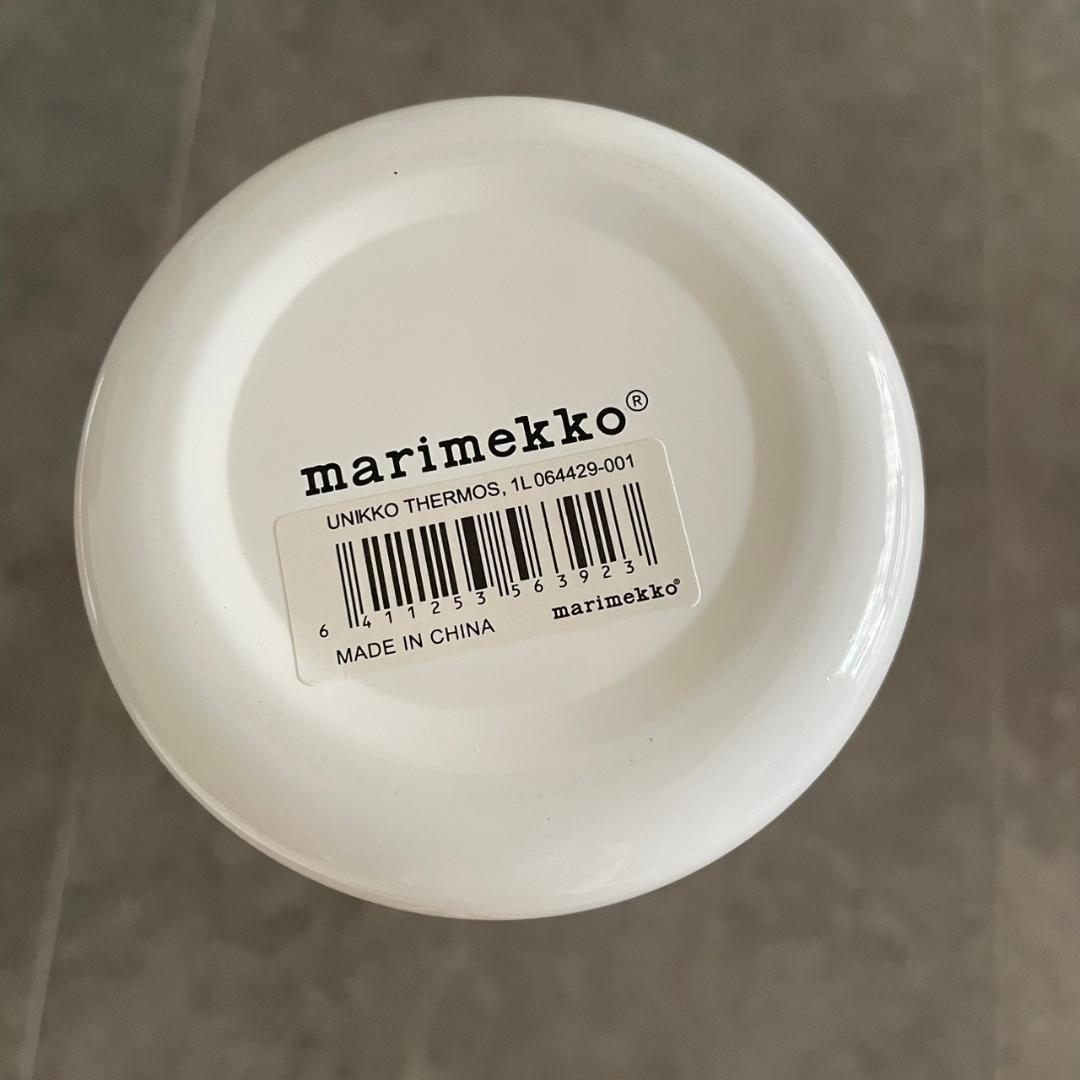 marimekko®
UNIKKO THERMOS, 1L 064429-001
6 411253 563923
MADE IN CHINA
marimekko®